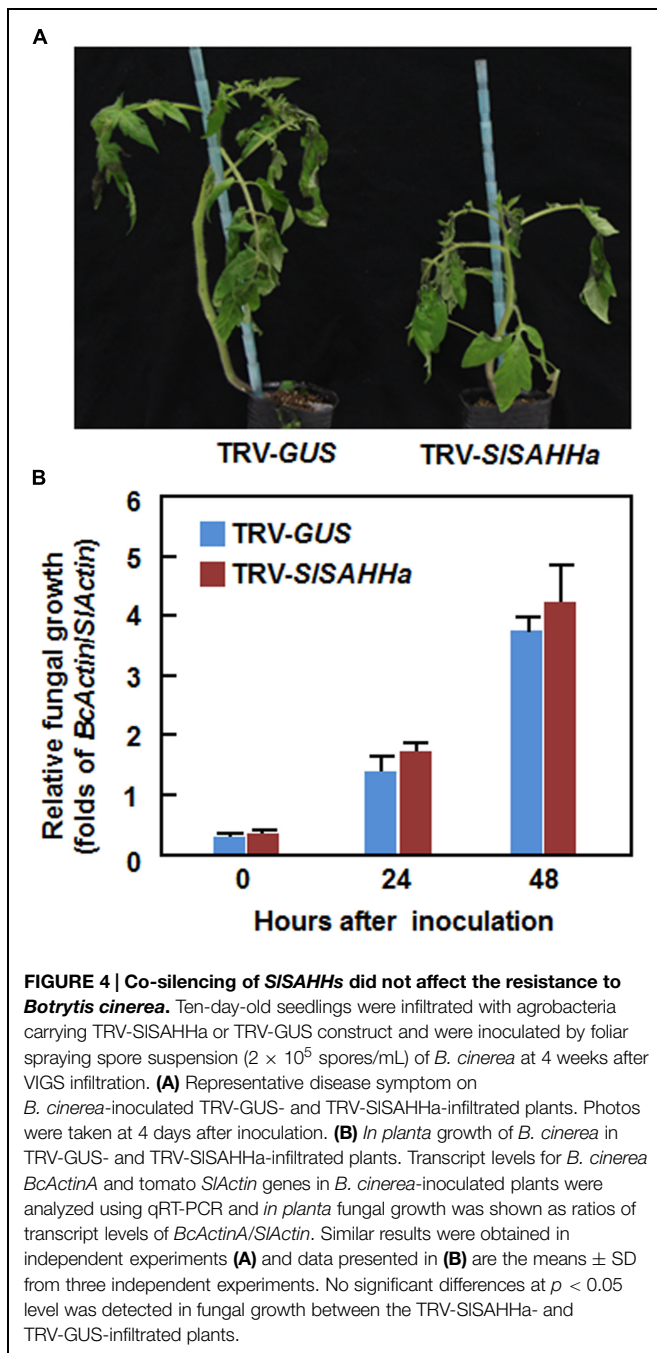 A
TRV-GUS
TRV-SlSAHHa
B
Relative fungal growth
(folds of BcActin/SlActin)
6
5
4
3
2
1
0
TRV-GUS
TRV-SlSAHHa
0
24
48
Hours after inoculation
FIGURE 4 | Co-silencing of SlSAHHs did not affect the resistance to
Botrytis cinerea. Ten-day-old seedlings were infiltrated with agrobacteria
carrying TRV-SlSAHHa or TRV-GUS construct and were inoculated by foliar
spraying spore suspension (2 × 10⁵ spores/mL) of B. cinerea at 4 weeks after
VIGS infiltration. (A) Representative disease symptom on
B. cinerea-inoculated TRV-GUS- and TRV-SlSAHHa-infiltrated plants. Photos
were taken at 4 days after inoculation. (B) In planta growth of B. cinerea in
TRV-GUS- and TRV-SlSAHHa-infiltrated plants. Transcript levels for B. cinerea
BcActinA and tomato SlActin genes in B. cinerea-inoculated plants were
analyzed using qRT-PCR and in planta fungal growth was shown as ratios of
transcript levels of BcActinA/SlActin. Similar results were obtained in
independent experiments (A) and data presented in (B) are the means ± SD
from three independent experiments. No significant differences at p < 0.05
level was detected in fungal growth between the TRV-SlSAHHa- and
TRV-GUS-infiltrated plants.